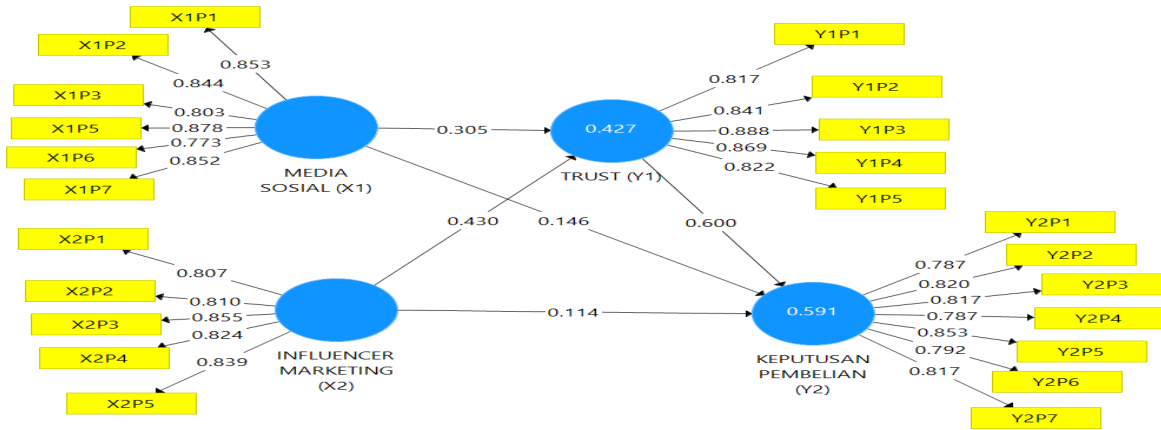 X1P1
X1P2
X1P3
X1P5
X1P6
X1P7
0.853
0.844
0.803
0.878
0.773
0.852
MEDIA
SOSIAL (X1)
0.305
0.427
TRUST (Y1)
0.817
0.841
0.888
0.869
0.822
Y1P1
Y1P2
Y1P3
Y1P4
Y1P5
0.430
0.146
0.600
X2P1
X2P2
X2P3
X2P4
X2P5
0.807
0.810
0.855
0.824
0.839
INFLUENCER
MARKETING
(X2)
0.114
0.591
KEPUTUSAN
PEMBELIAN
(Y2)
0.787
0.820
0.817
0.787
0.853
0.792
0.817
Y2P1
Y2P2
Y2P3
Y2P4
Y2P5
Y2P6
Y2P7